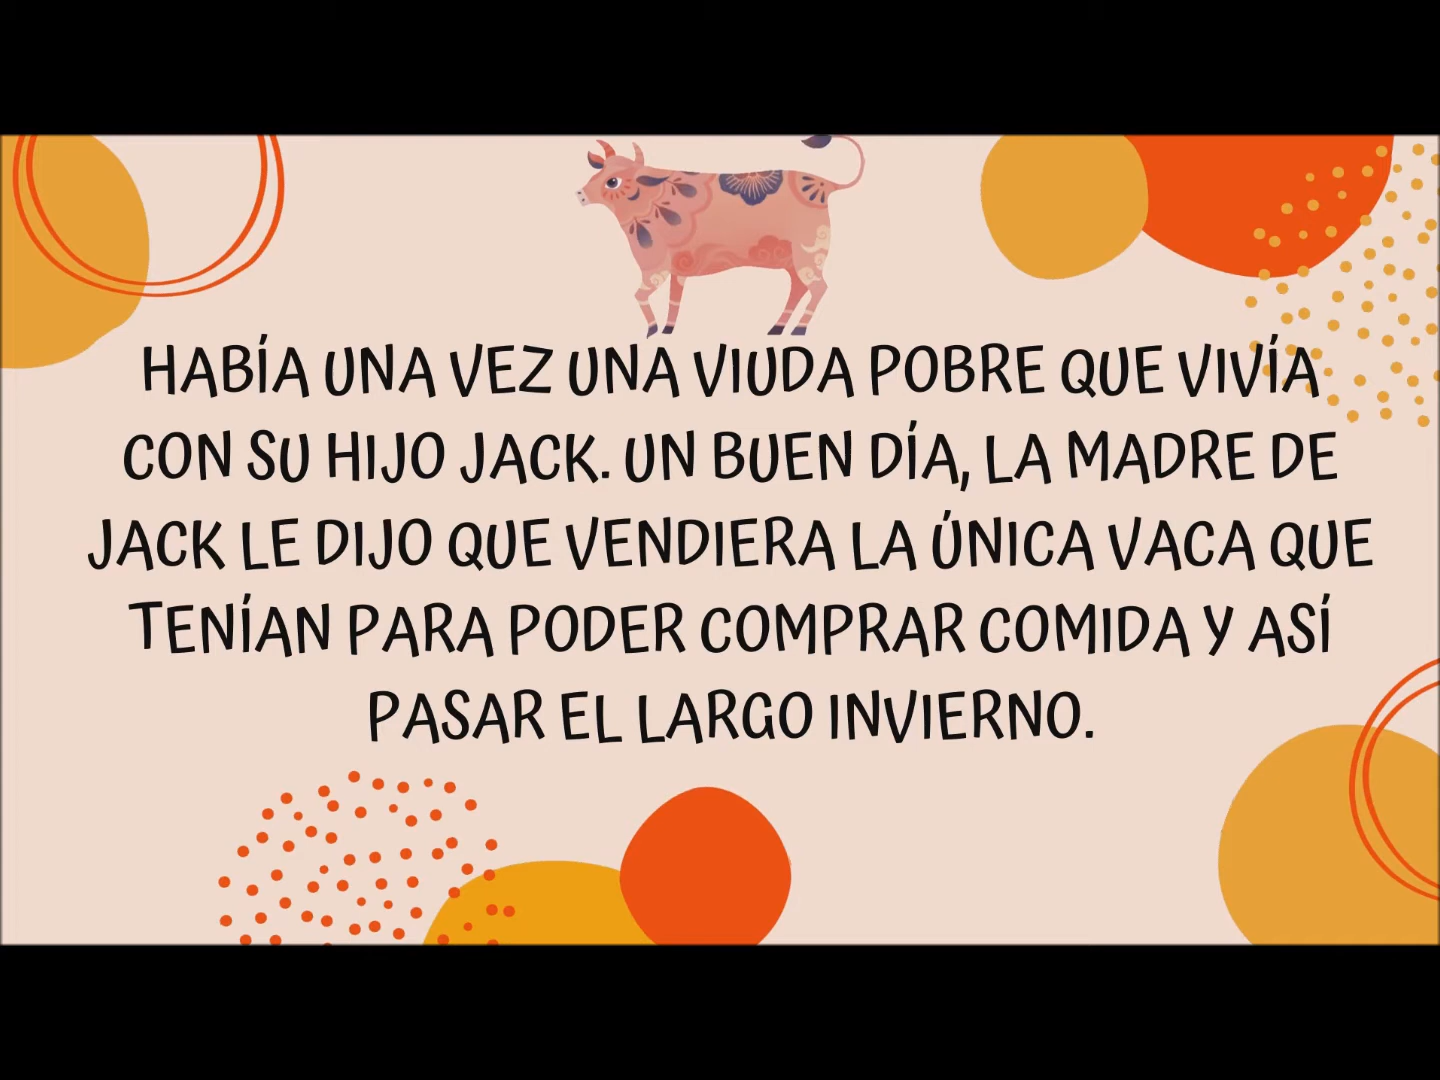 HABÍA UNA VEZ UNA VIUDA POBRE QUE VIVÍA
CON SU HIJO JACK. UN BUEN DÍA, LA MADRE DE
JACK LE DIJO QUE VENDIERA LA ÚNICA VACA QUE
TENÍAN PARA PODER COMPRAR COMIDA Y ASÍ
PASAR EL LARGO INVIERNO.